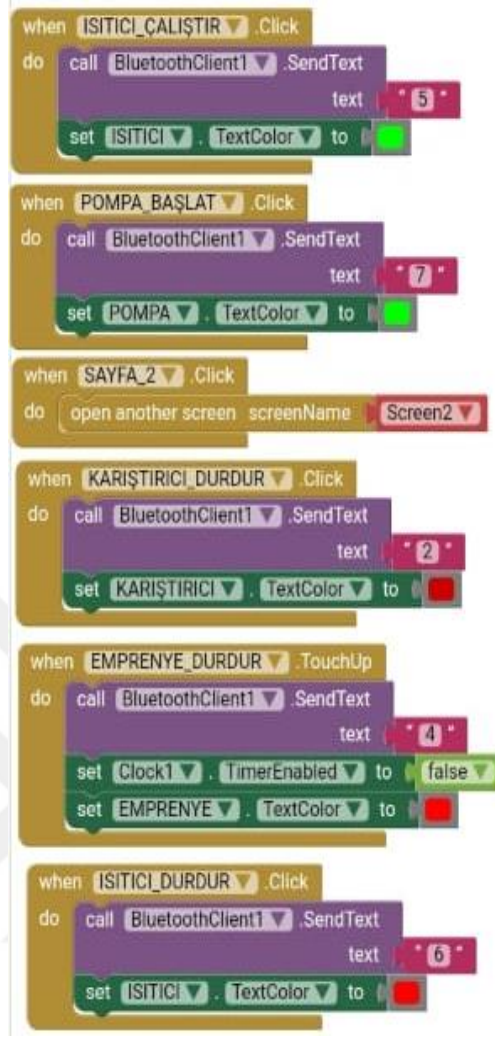 when ISITICI_ÇALIŞTIR .Click
do call BluetoothClient1 .SendText
text " 5 "
set ISITICI . TextColor to
when POMPA_BAŞLAT .Click
do call BluetoothClient1 .SendText
text " 7 "
set POMPA . TextColor to
when SAYFA_2 .Click
do open another screen screenName Screen2
when KARIŞTIRICI_DURDUR .Click
do call BluetoothClient1 .SendText
text " 2 "
set KARIŞTIRICI . TextColor to
when EMPRENYE_DURDUR .TouchUp
do call BluetoothClient1 .SendText
text " 4 "
set Clock1 . TimerEnabled to false
set EMPRENYE . TextColor to
when ISITICI_DURDUR .Click
do call BluetoothClient1 .SendText
text " 6 "
set ISITICI . TextColor to